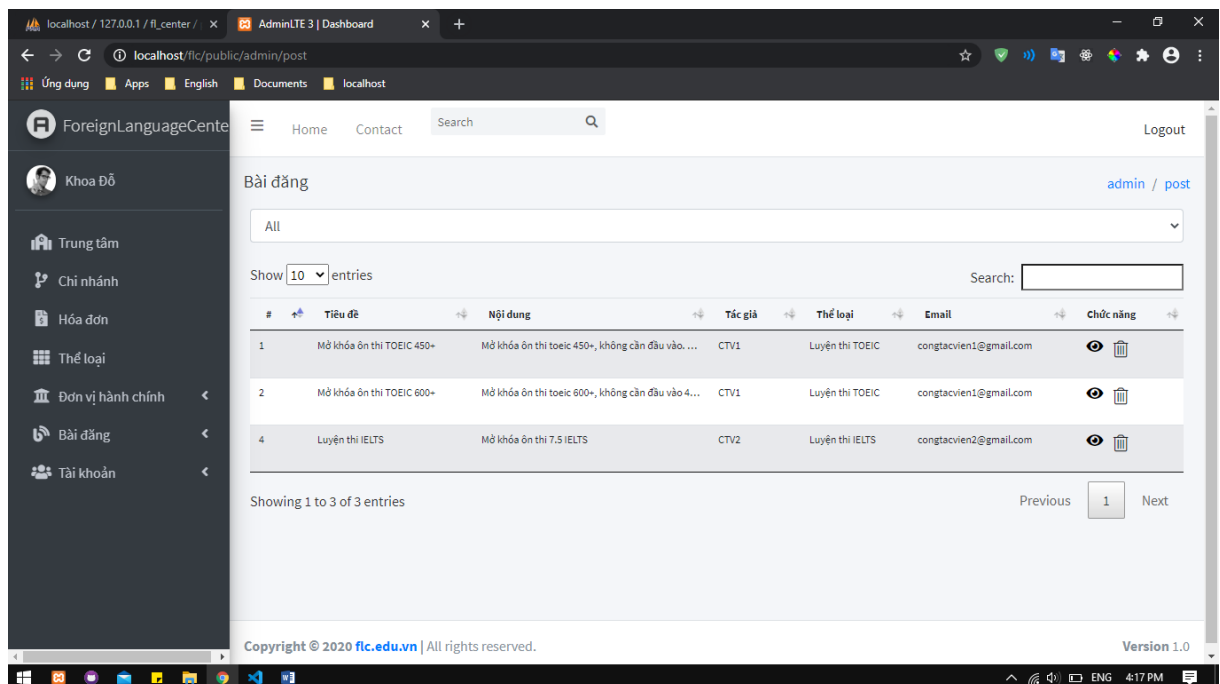 localhost / 127.0.0.1 / fl_center /
AdminLTE 3 | Dashboard
localhost/flc/public/admin/post
Ứng dụng Apps English Documents localhost
ForeignLanguageCente
Home Contact Search Logout
Khoa Đỗ
Bài đăng admin / post
All
Trung tâm
Chi nhánh
Hóa đơn
Thể loại
Đơn vị hành chính
Bài đăng
Tài khoản
Show 10 entries Search:
# Tiêu đề Nội dung Tác giả Thể loại Email Chức năng
1 Mở khóa ôn thi TOEIC 450+ Mở khóa ôn thi toeic 450+, không cần đầu vào. ... CTV1 Luyện thi TOEIC congtacvien1@gmail.com
2 Mở khóa ôn thi TOEIC 600+ Mở khóa ôn thi toeic 600+, không cần đầu vào 4... CTV1 Luyện thi TOEIC congtacvien1@gmail.com
4 Luyện thi IELTS Mở khóa ôn thi 7.5 IELTS CTV2 Luyện thi IELTS congtacvien2@gmail.com
Showing 1 to 3 of 3 entries Previous 1 Next
Copyright © 2020 flc.edu.vn | All rights reserved. Version 1.0
ENG 4:17 PM